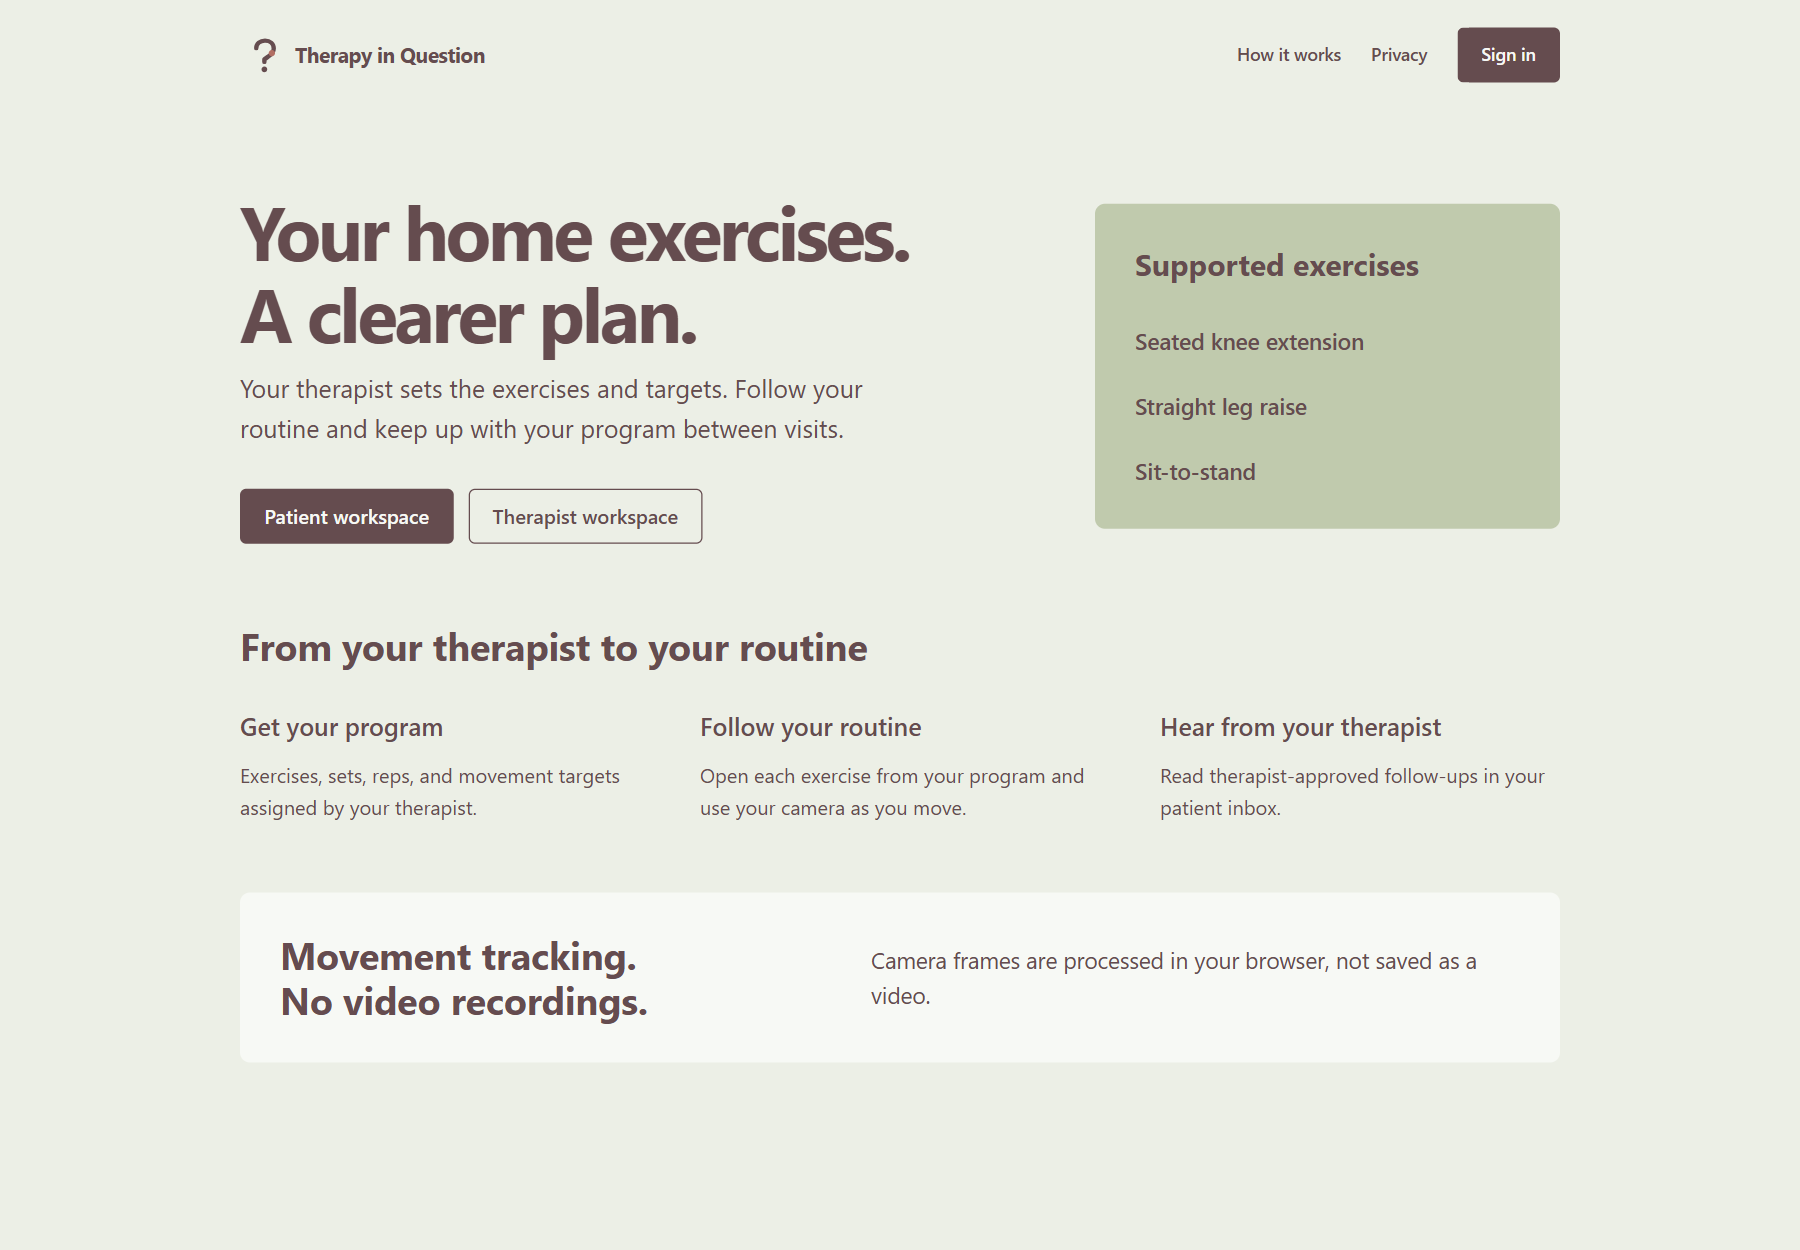 Therapy in Question
How it works
Privacy
Sign in
Your home exercises.
A clearer plan.
Your therapist sets the exercises and targets. Follow your
routine and keep up with your program between visits.
Patient workspace
Therapist workspace
Supported exercises
Seated knee extension
Straight leg raise
Sit-to-stand
From your therapist to your routine
Get your program
Exercises, sets, reps, and movement targets
assigned by your therapist.
Follow your routine
Open each exercise from your program and
use your camera as you move.
Hear from your therapist
Read therapist-approved follow-ups in your
patient inbox.
Movement tracking.
No video recordings.
Camera frames are processed in your browser, not saved as a
video.